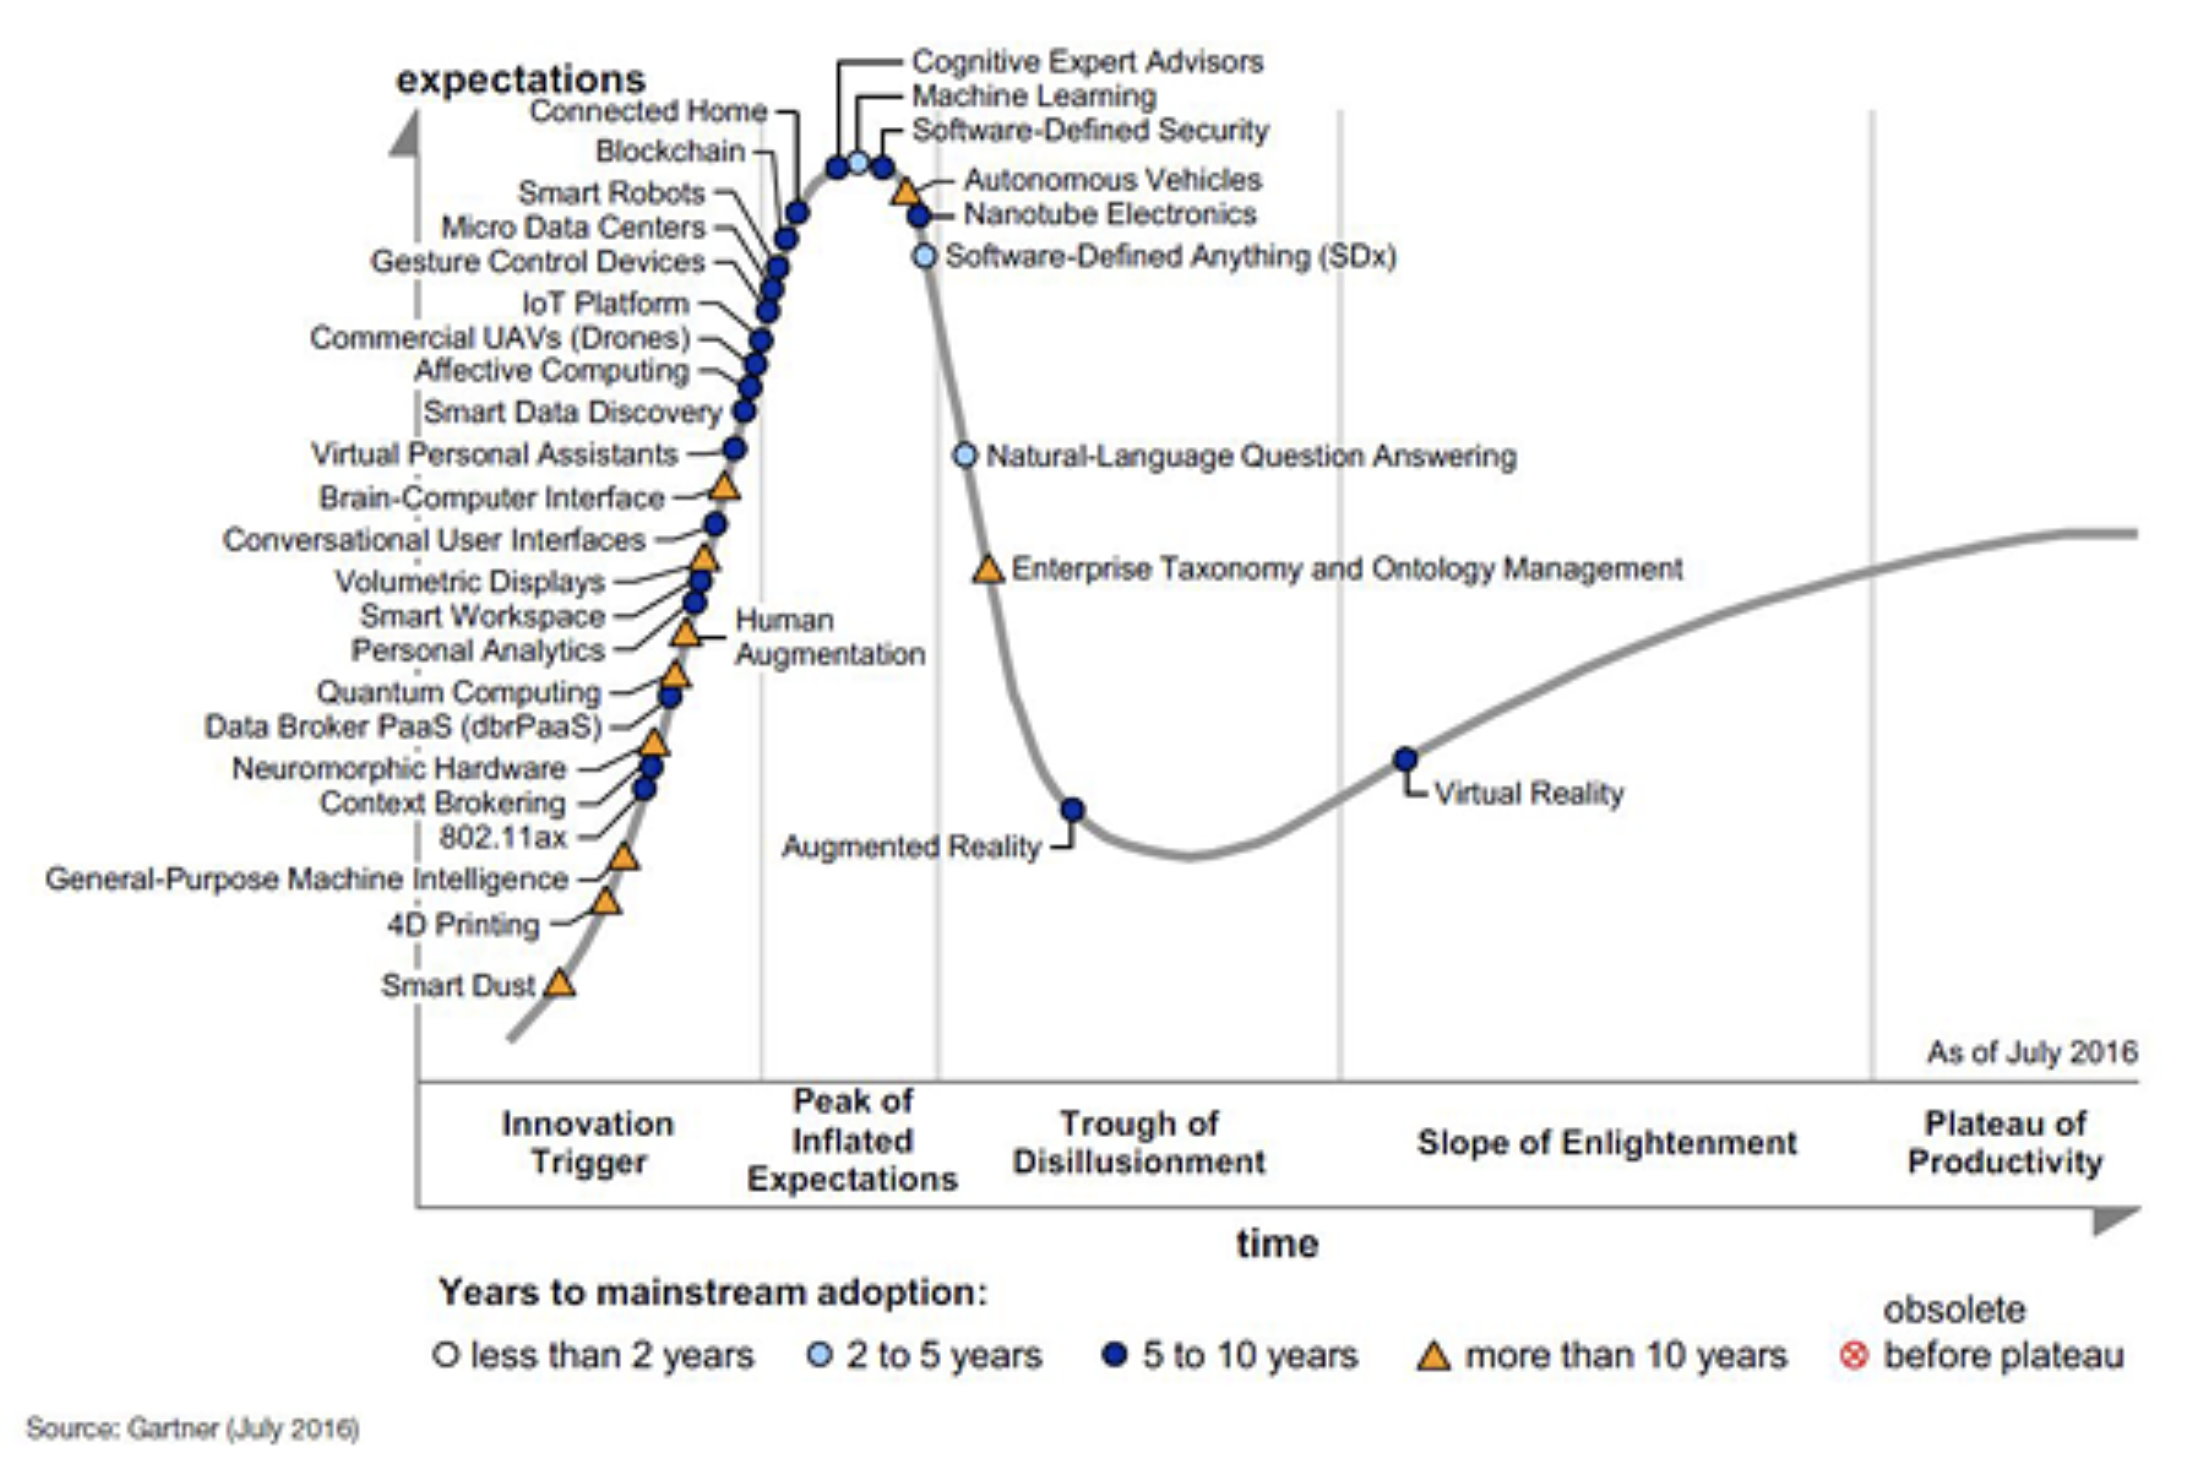 expectations
Cognitive Expert Advisors
Machine Learning
Connected Home
Software-Defined Security
Blockchain
Autonomous Vehicles
Smart Robots
Nanotube Electronics
Micro Data Centers
Software-Defined Anything (SDx)
Gesture Control Devices
IoT Platform
Commercial UAVs (Drones)
Affective Computing
Smart Data Discovery
Virtual Personal Assistants
Natural-Language Question Answering
Brain-Computer Interface
Conversational User Interfaces
Enterprise Taxonomy and Ontology Management
Volumetric Displays
Smart Workspace
Human
Augmentation
Personal Analytics
Quantum Computing
Data Broker PaaS (dbrPaaS)
Neuromorphic Hardware
Virtual Reality
Context Brokering
802.11ax
Augmented Reality
General-Purpose Machine Intelligence
4D Printing
Smart Dust
As of July 2016
Innovation
Trigger
Peak of
Inflated
Expectations
Trough of
Disillusionment
Slope of Enlightenment
Plateau of
Productivity
time
Years to mainstream adoption:
less than 2 years
2 to 5 years
5 to 10 years
more than 10 years
obsolete
before plateau
Source: Gartner (July 2016)